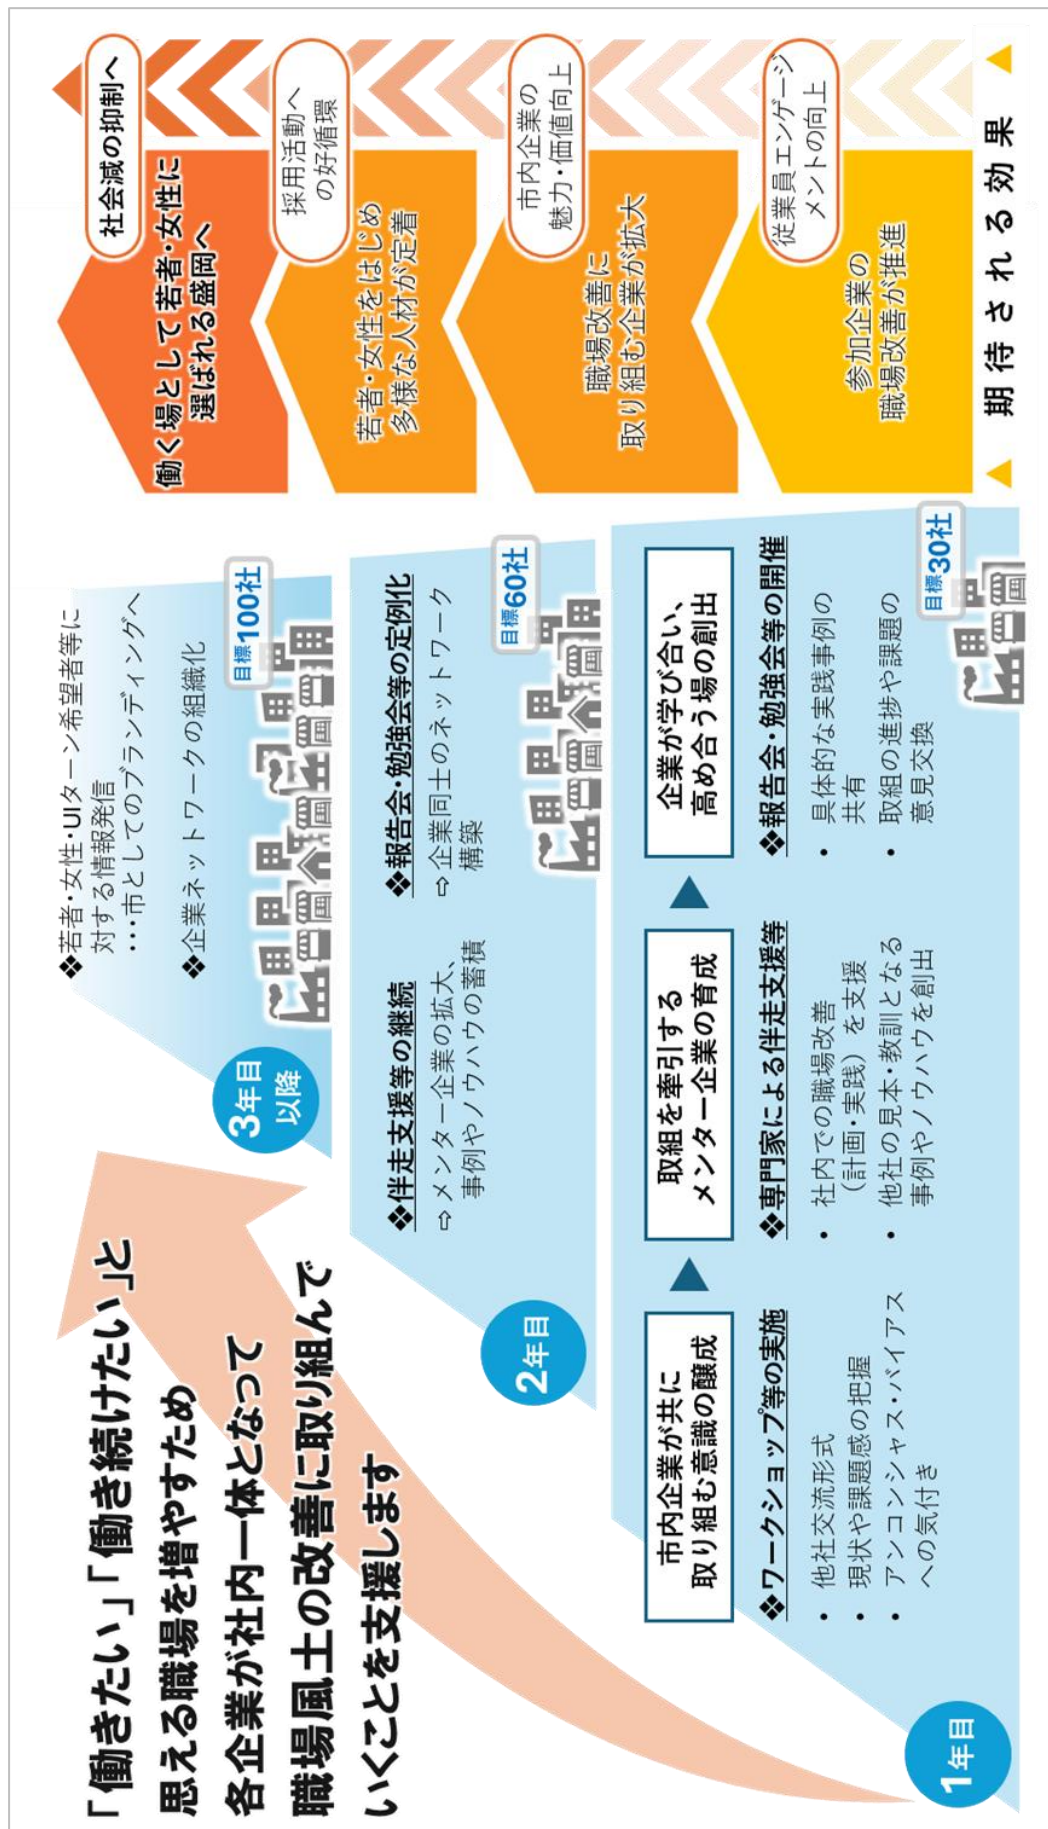 「働きたい」「働き続けたい」と
思える職場を増やすため
各企業が社内一体となって
職場風土の改善に取り組んで
いくことを支援します
3年目
以降
❖若者・女性・UIターン希望者等に
対する情報発信
・・・市としてのブランディングへ
❖企業ネットワークの組織化
目標100社
2年目
❖伴走支援等の継続
⇨メンター企業の拡大、
事例やノウハウの蓄積
❖報告会・勉強会等の定例化
⇨企業同士のネットワーク
構築
目標60社
1年目
市内企業が共に
取り組む意識の醸成
❖ワークショップ等の実施
• 他社交流形式
• 現状や課題感の把握
• アンコンシャス・バイアス
への気付き
取組を牽引する
メンター企業の育成
❖専門家による伴走支援等
• 社内での職場改善
（計画・実践）を支援
• 他社の見本・教訓となる
事例やノウハウを創出
企業が学び合い、
高め合う場の創出
❖報告会・勉強会等の開催
• 具体的な実践事例の
共有
• 取組の進捗や課題の
意見交換
目標30社
働く場として若者・女性に
選ばれる盛岡へ
社会減の抑制へ
若者・女性をはじめ
多様な人材が定着
採用活動へ
の好循環
職場改善に
取り組む企業が拡大
市内企業の
魅力・価値向上
参加企業の
職場改善が推進
従業員エンゲージ
メントの向上
▲ 期待される効果 ▲